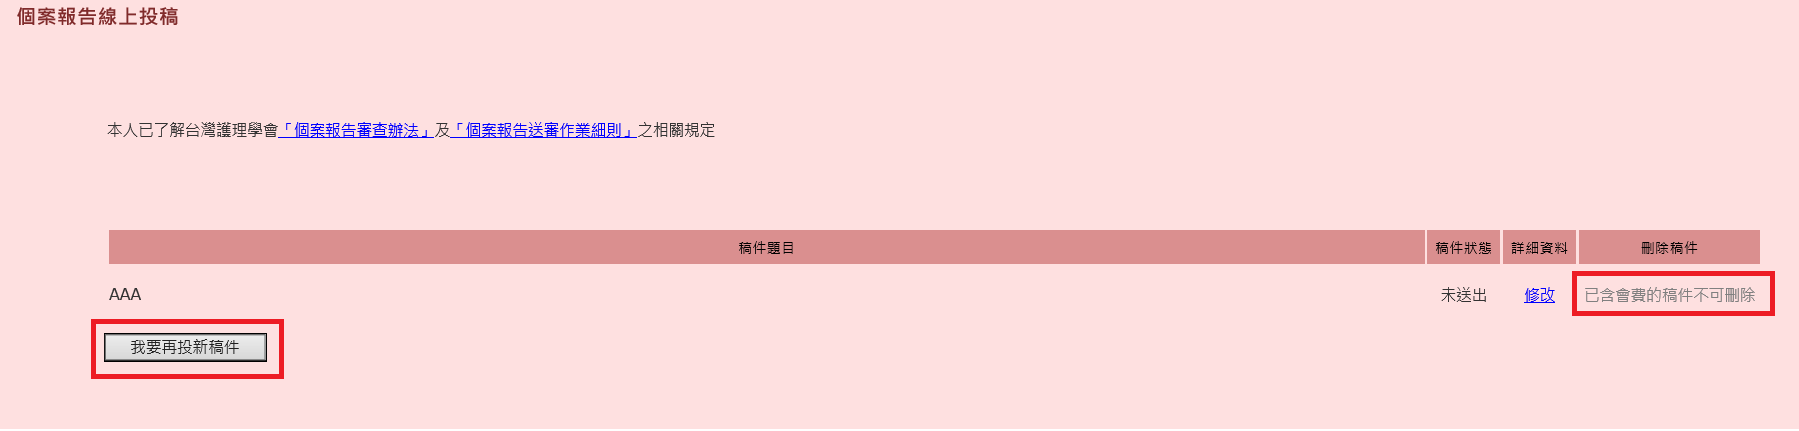 個案報告線上投稿
本人已了解台灣護理學會「個案報告審查辦法」及「個案報告送審作業細則」之相關規定
稿件題目 稿件狀態 詳細資料 刪除稿件
AAA 未送出 修改 已含會費的稿件不可刪除
我要再投新稿件